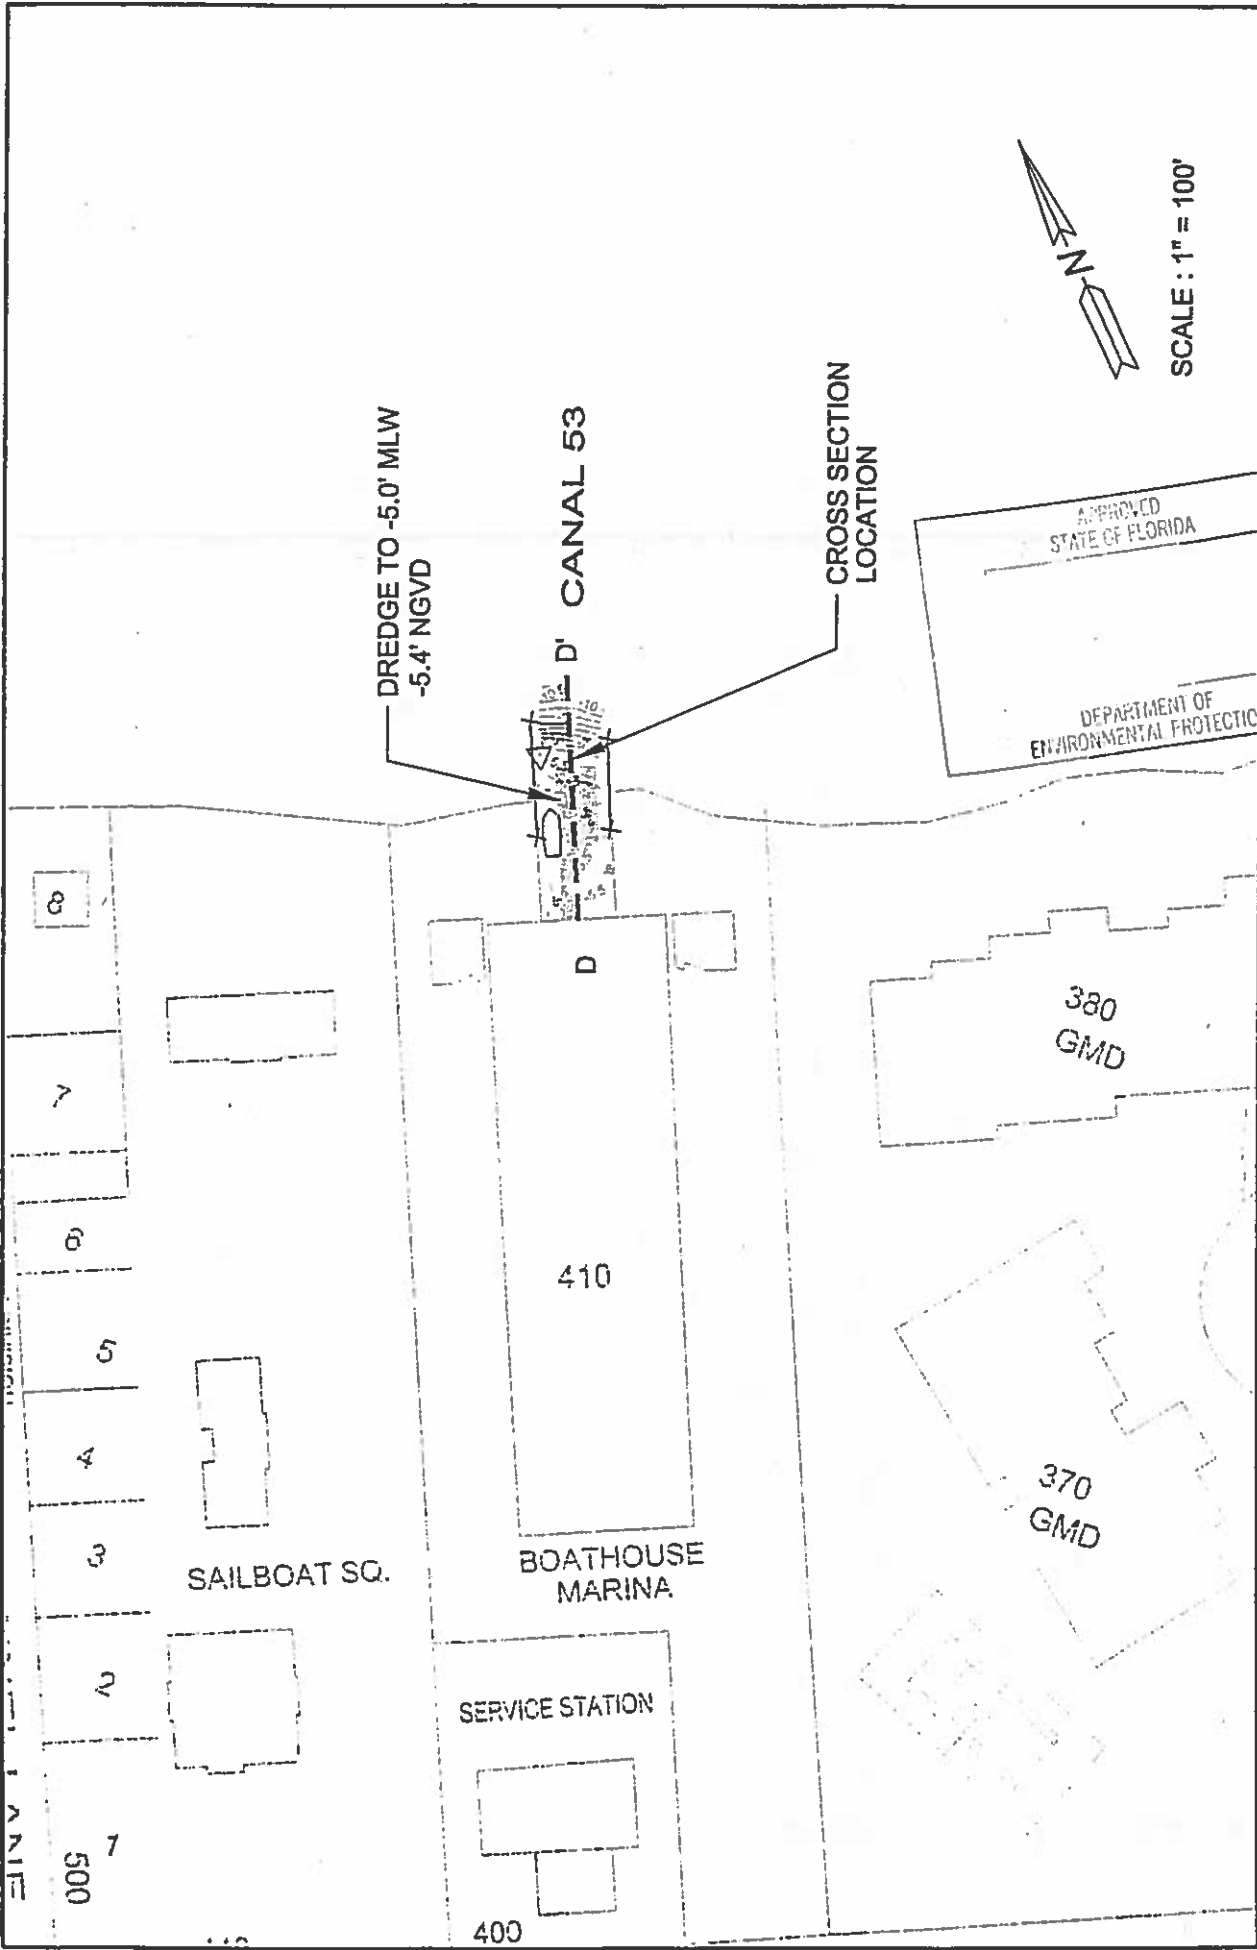 DREDGE TO -5.0' MLW
-5.4' NGVD
D' CANAL 53
CROSS SECTION
LOCATION
N
SCALE : 1" = 100'
APPROVED
STATE OF FLORIDA
DEPARTMENT OF
ENVIRONMENTAL PROTECTIO
8
7
6
5
4
3
2
1
500
D
410
380
GMD
370
GMD
SAILBOAT SQ.
BOATHOUSE
MARINA
SERVICE STATION
400